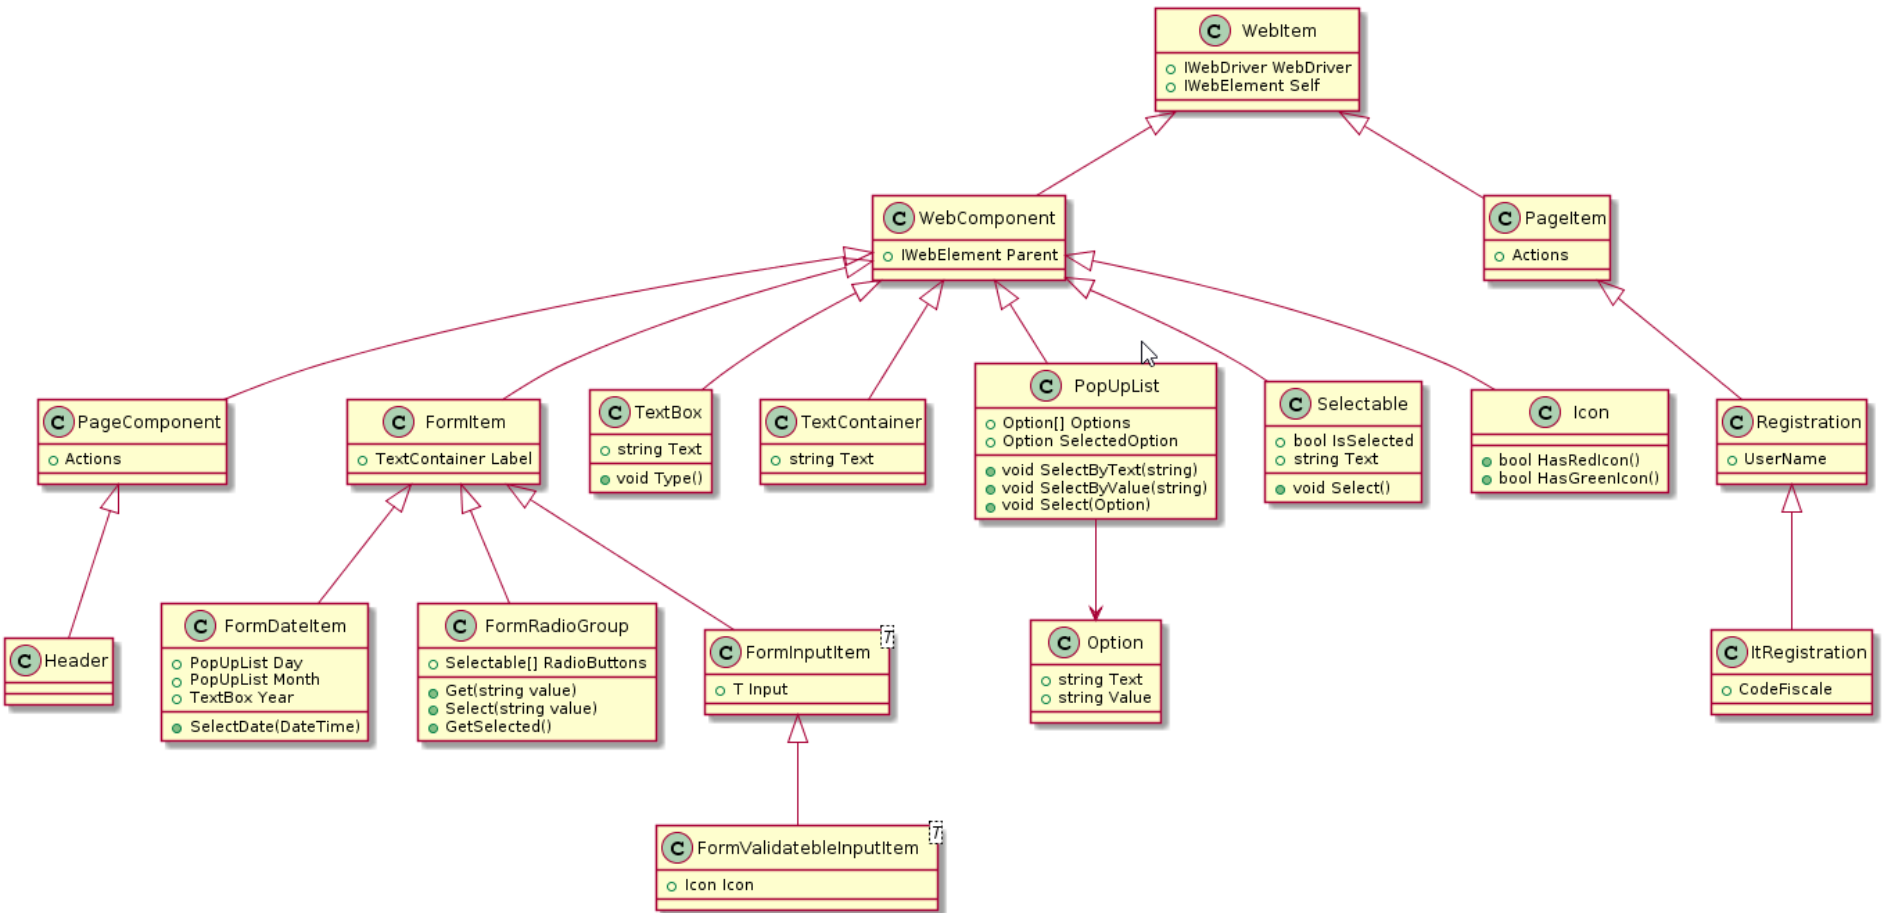 C WebItem
IWebDriver WebDriver
IWebElement Self
C WebComponent
IWebElement Parent
C PageItem
Actions
C PageComponent
Actions
C FormItem
TextContainer Label
C TextBox
string Text
void Type()
C TextContainer
string Text
C PopUpList
Option[] Options
Option SelectedOption
void SelectByText(string)
void SelectByValue(string)
void Select(Option)
C Selectable
bool IsSelected
string Text
void Select()
C Icon
bool HasRedIcon()
bool HasGreenIcon()
C Registration
UserName
C Header
C FormDateItem
PopUpList Day
PopUpList Month
TextBox Year
SelectDate(DateTime)
C FormRadioGroup
Selectable[] RadioButtons
Get(string value)
Select(string value)
GetSelected()
C FormInputItem
T
T Input
C Option
string Text
string Value
C ItRegistration
CodeFiscale
C FormValidatebleInputItem
T
Icon Icon